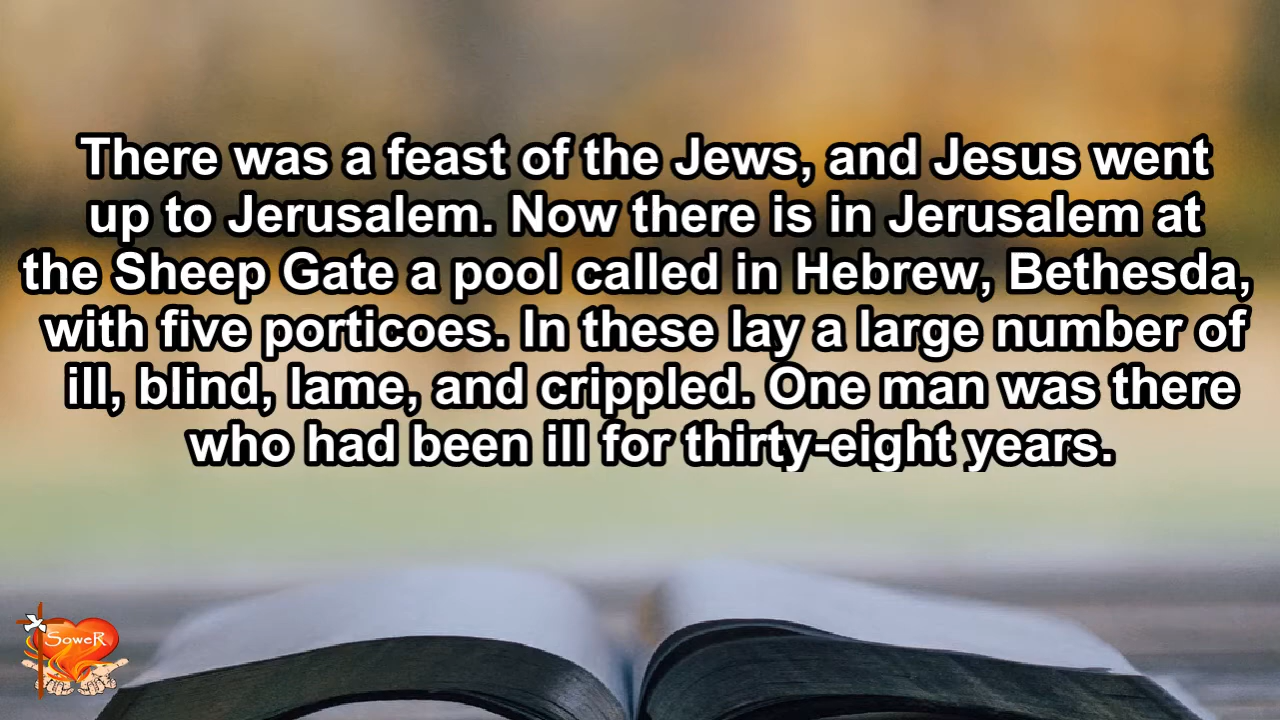 There was a feast of the Jews, and Jesus went
up to Jerusalem. Now there is in Jerusalem at
the Sheep Gate a pool called in Hebrew, Bethesda,
with five porticoes. In these lay a large number of
ill, blind, lame, and crippled. One man was there
who had been ill for thirty-eight years.
SoweR